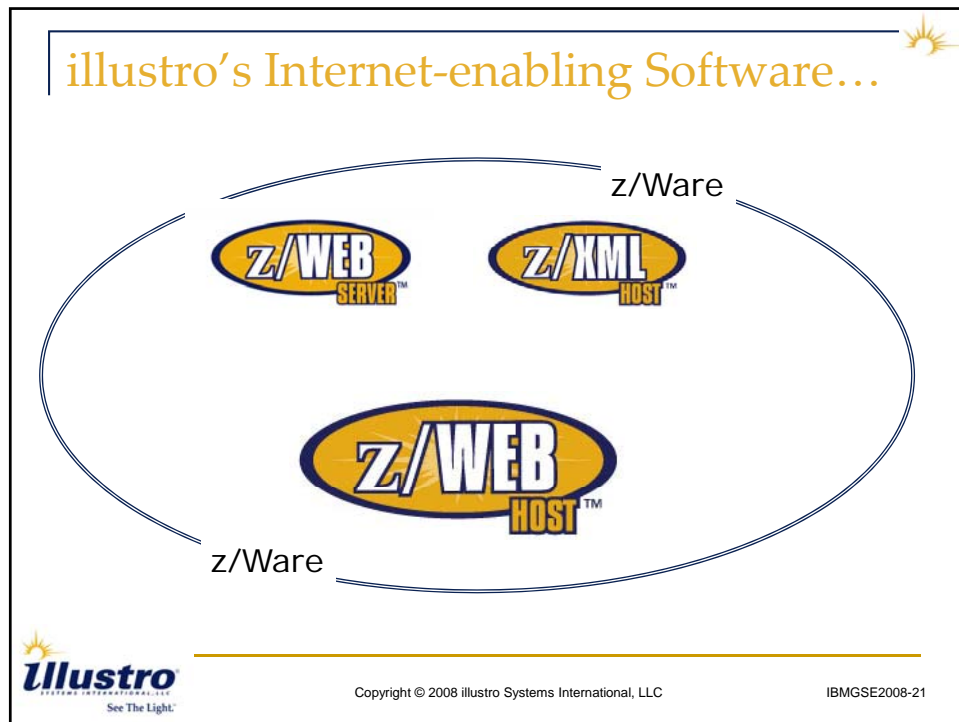 illustro's Internet-enabling Software…
z/Ware
z/WEB
SERVER™
z/XML
HOST™
z/WEB
HOST™
z/Ware
illustro
SYSTEMS INTERNATIONAL, LLC
See The Light.
Copyright © 2008 illustro Systems International, LLC
IBMGSE2008-21